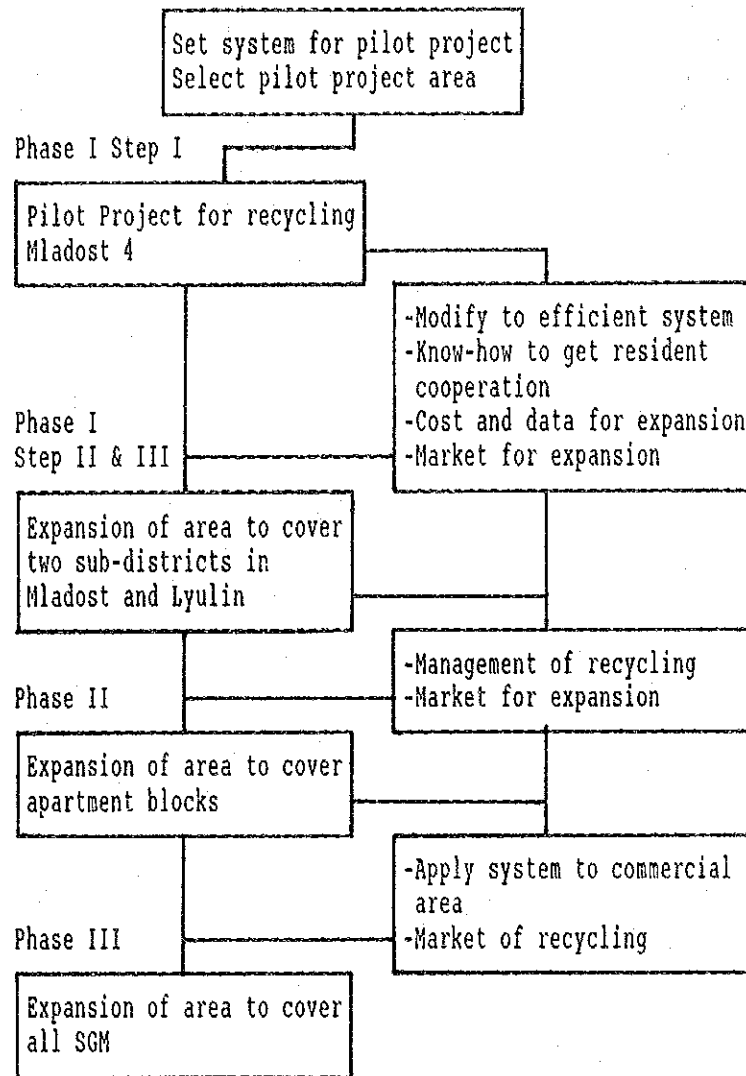 Set system for pilot project
Select pilot project area
Phase I Step I
Pilot Project for recycling
Mladost 4
-Modify to efficient system
-Know-how to get resident
cooperation
-Cost and data for expansion
-Market for expansion
Phase I
Step II & III
Expansion of area to cover
two sub-districts in
Mladost and Lyulin
-Management of recycling
-Market for expansion
Phase II
Expansion of area to cover
apartment blocks
-Apply system to commercial
area
-Market of recycling
Phase III
Expansion of area to cover
all SGM